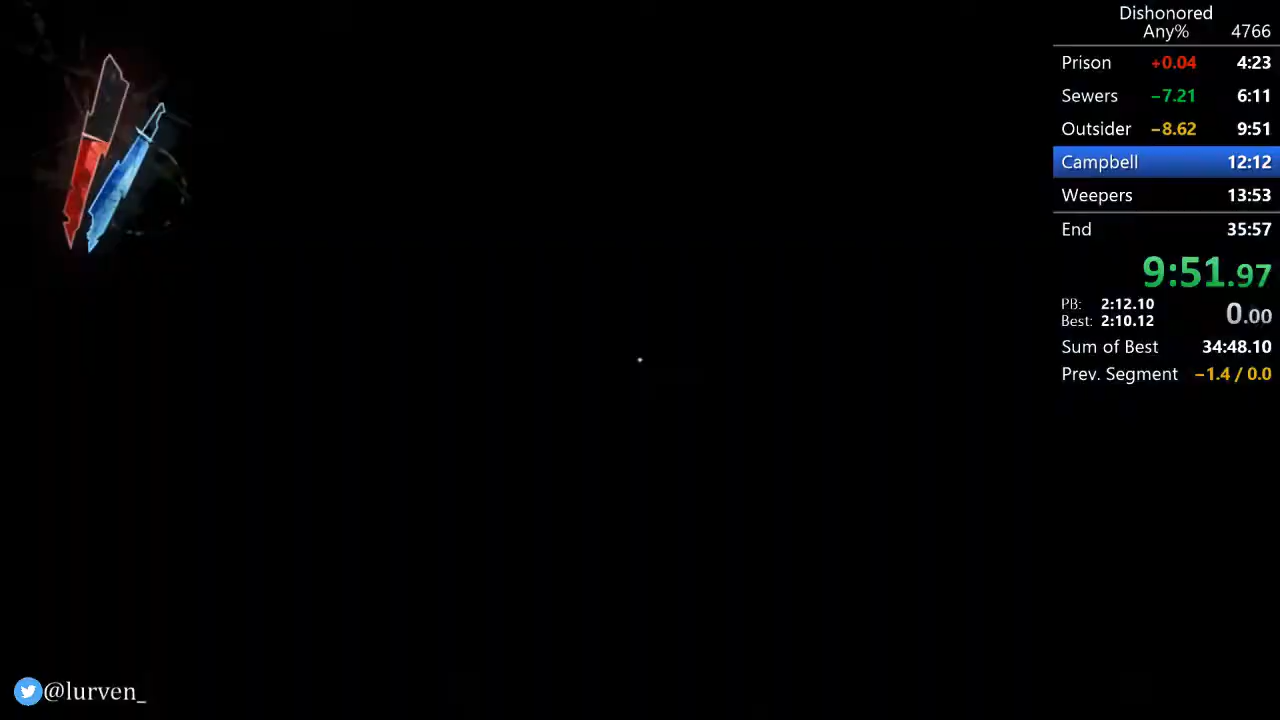 Dishonored
Any% 4766
Prison +0.04 4:23
Sewers −7.21 6:11
Outsider −8.62 9:51
Campbell 12:12
Weepers 13:53
End 35:57
9:51.97
PB: 2:12.10
Best: 2:10.12
0.00
Sum of Best 34:48.10
Prev. Segment −1.4 / 0.0
@lurven_